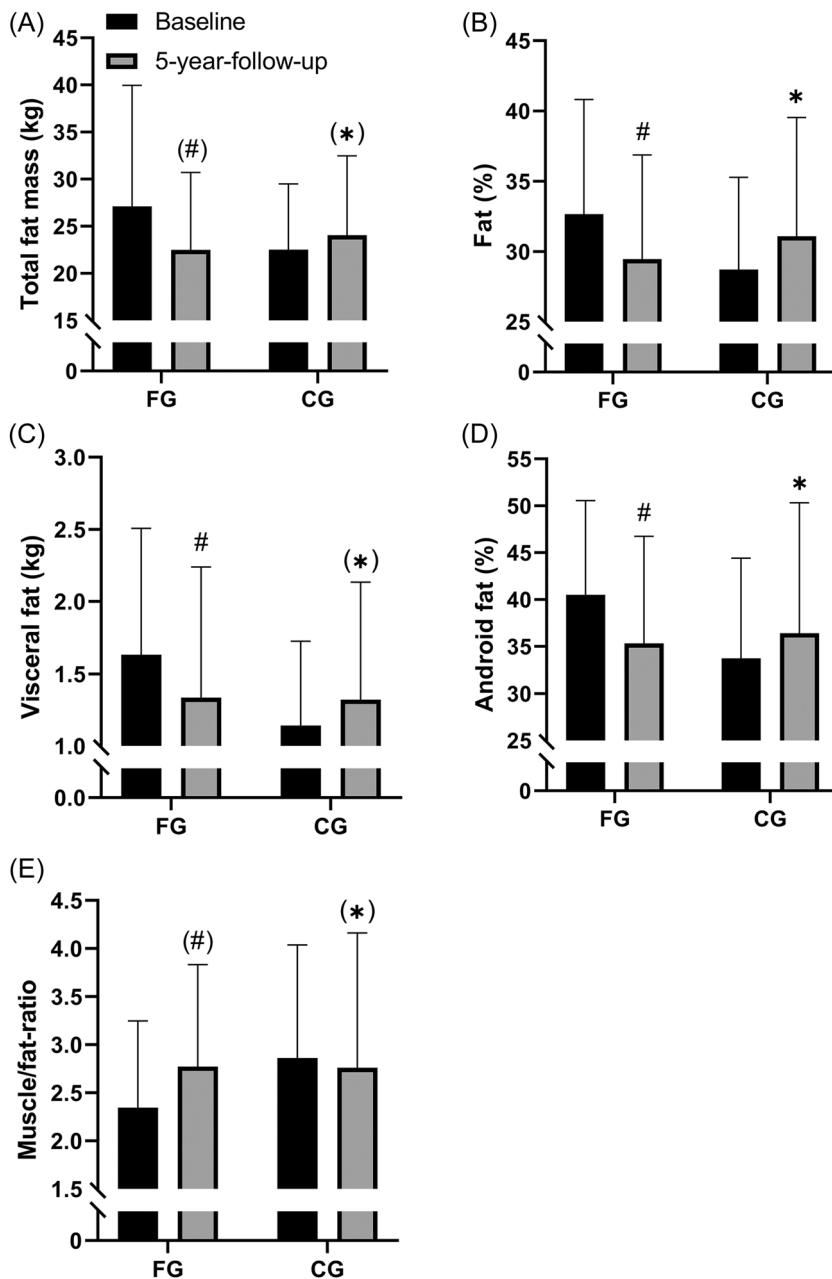 (A)
Baseline
5-year-follow-up
Total fat mass (kg)
45
40
35
30
25
20
15
0
(#)
(*)
FG CG
(B)
Fat (%)
45
40
35
30
25
0
#
*
FG CG
(C)
Visceral fat (kg)
3.0
2.5
2.0
1.5
1.0
0.0
#
(*)
FG CG
(D)
Android fat (%)
55
50
45
40
35
30
25
0
#
*
FG CG
(E)
Muscle/fat-ratio
4.5
4.0
3.5
3.0
2.5
2.0
1.5
0
(#)
(*)
FG CG